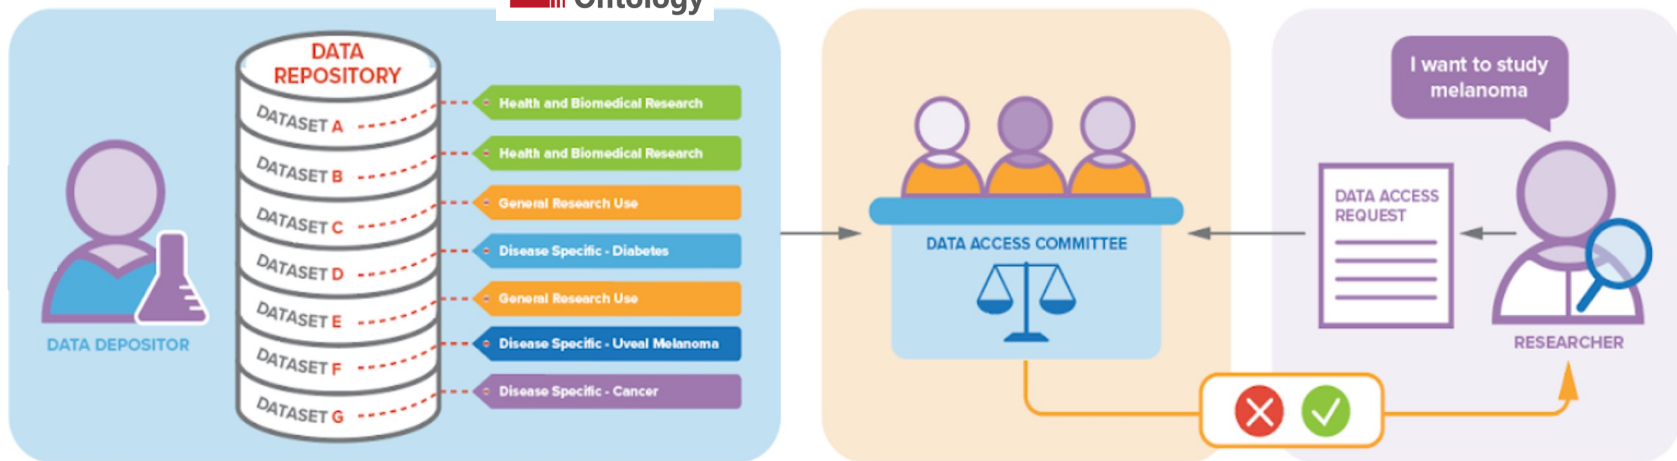 Ontology
DATA
REPOSITORY
DATASET A
DATASET B
DATASET C
DATASET D
DATASET E
DATASET F
DATASET G
Health and Biomedical Research
Health and Biomedical Research
General Research Use
Disease Specific - Diabetes
General Research Use
Disease Specific - Uveal Melanoma
Disease Specific - Cancer
DATA DEPOSITOR
DATA ACCESS COMMITTEE
I want to study
melanoma
DATA ACCESS
REQUEST
RESEARCHER